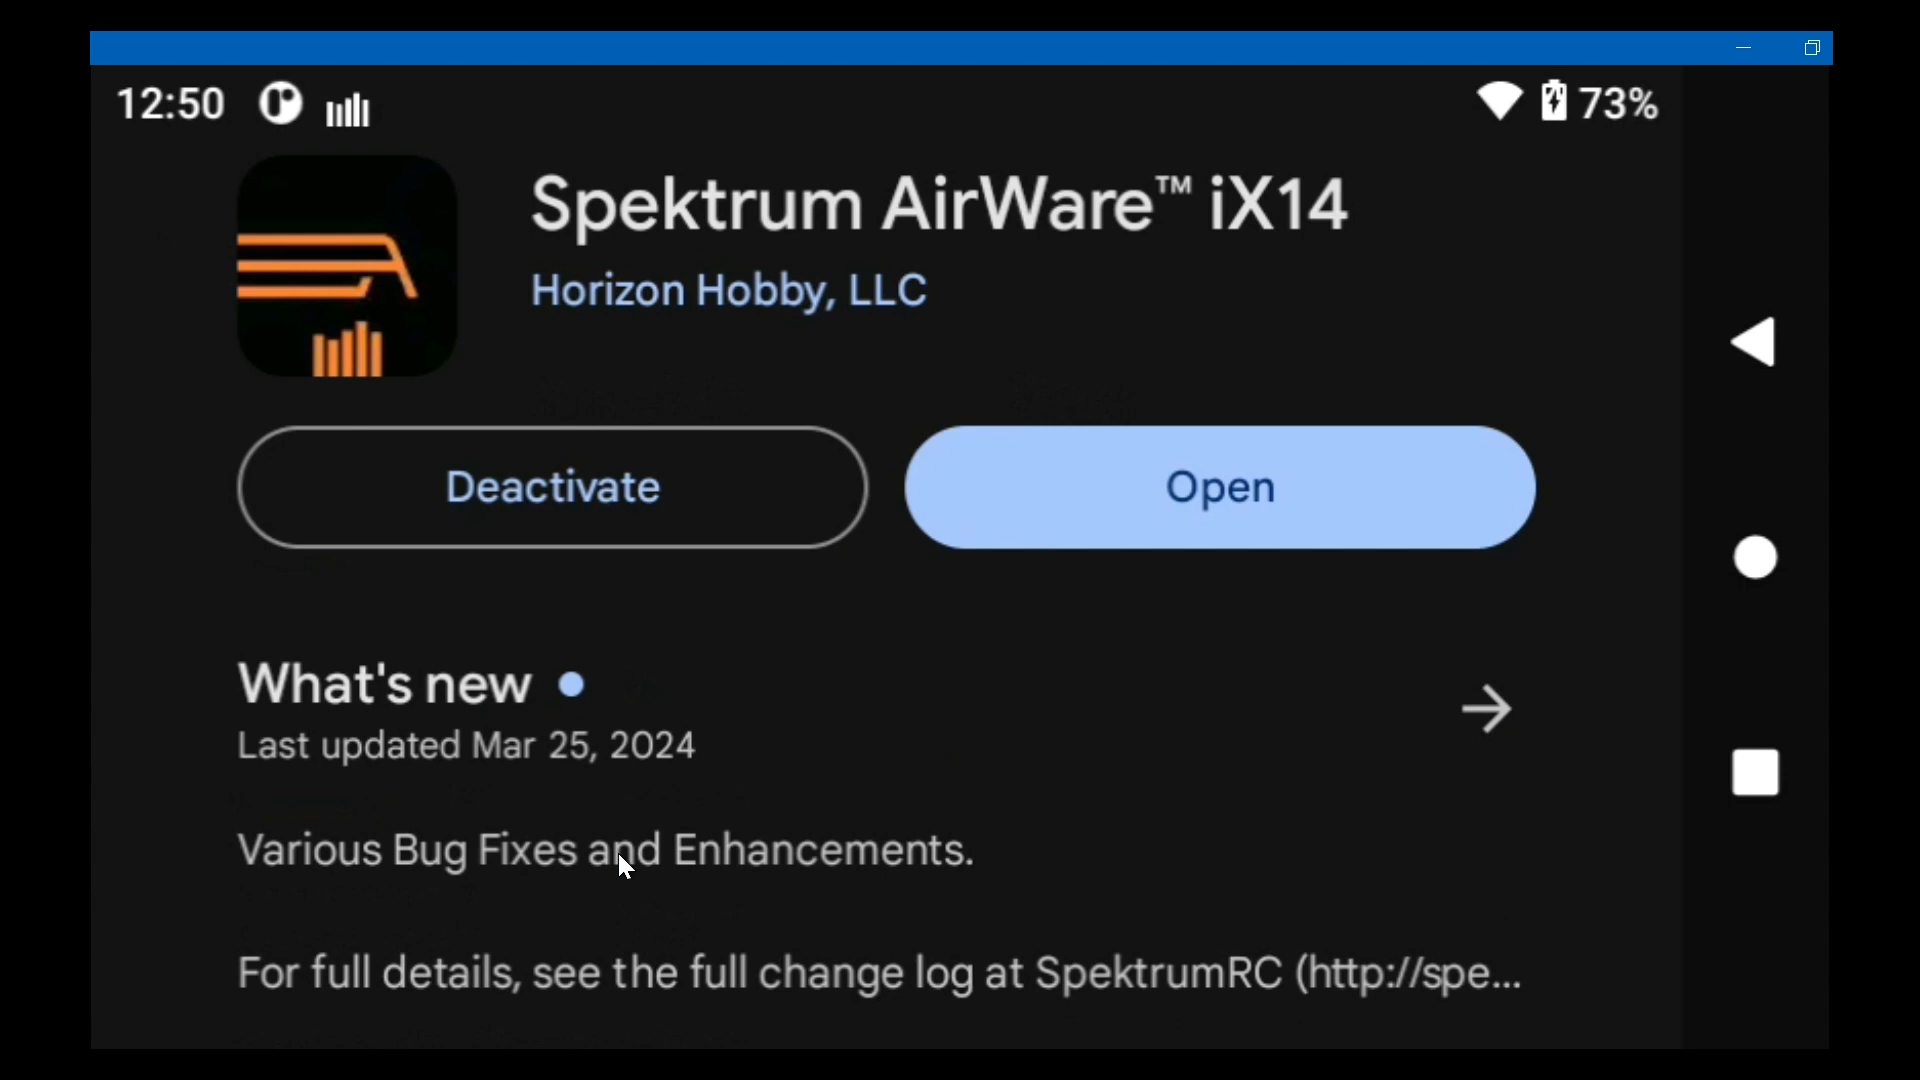 12:50
73%
Spektrum AirWare™ iX14
Horizon Hobby, LLC
Deactivate
Open
What's new
Last updated Mar 25, 2024
Various Bug Fixes and Enhancements.
For full details, see the full change log at SpektrumRC (http://spe...